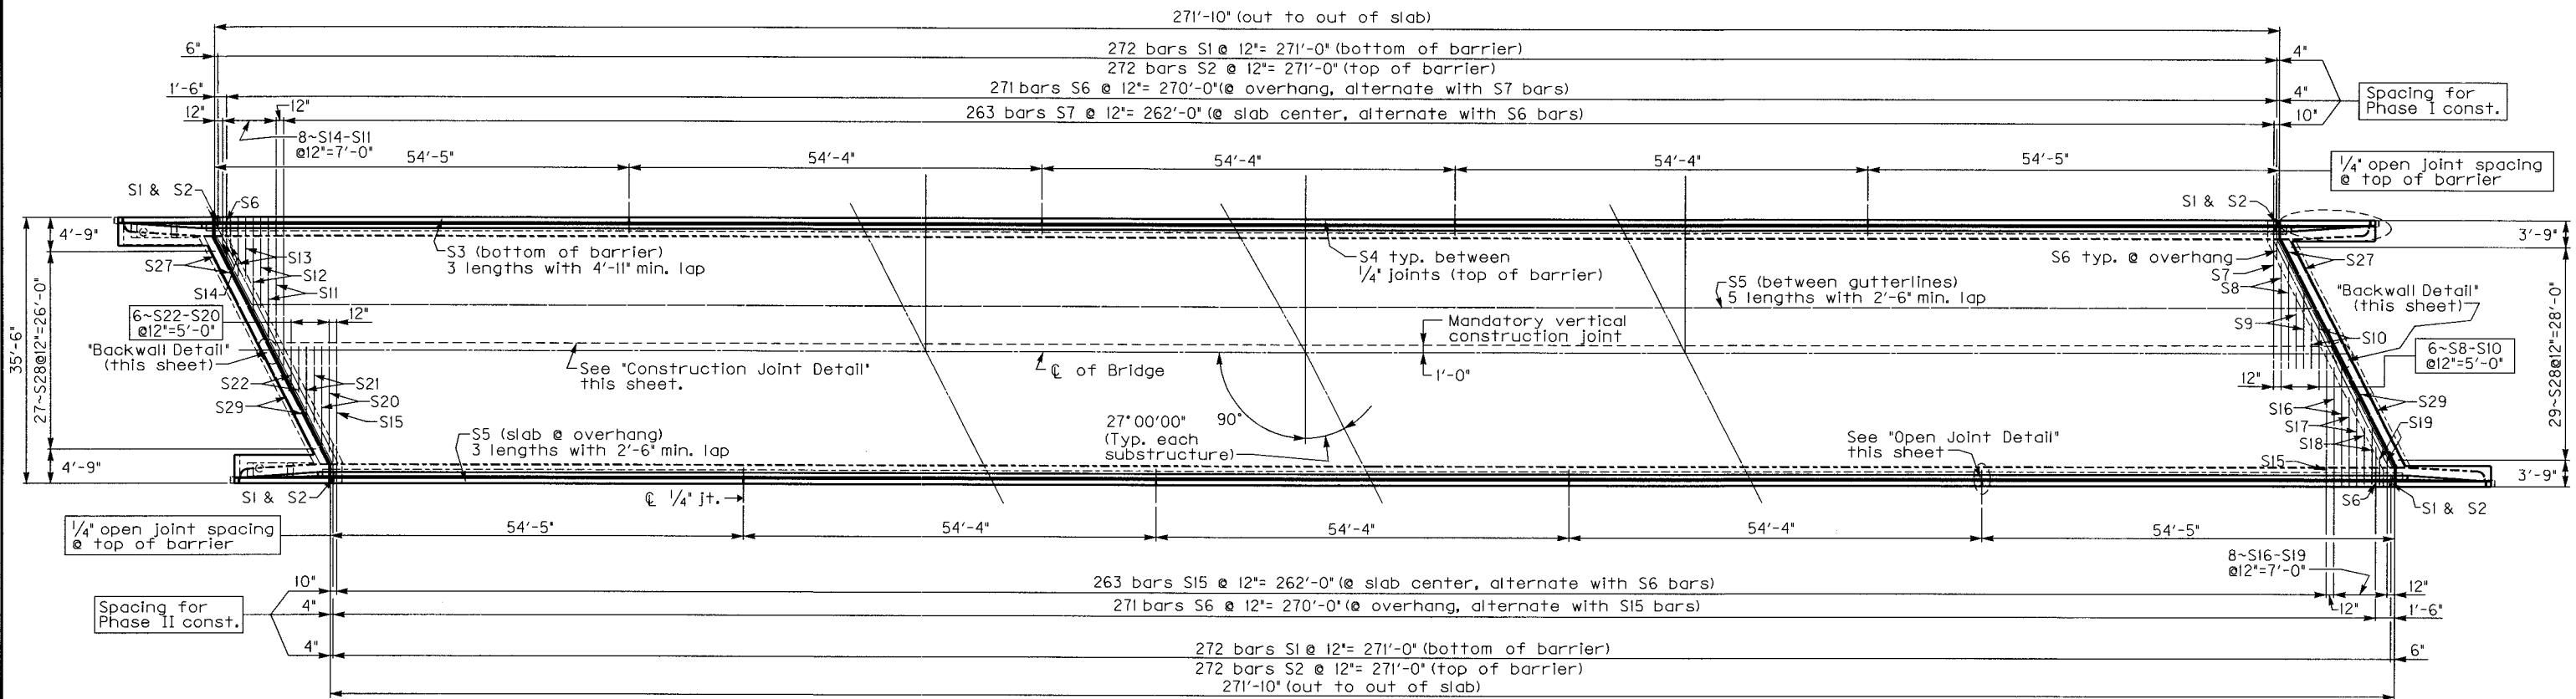 271'-10" (out to out of slab)
6"
272 bars S1 @ 12"= 271'-0" (bottom of barrier)
4"
272 bars S2 @ 12"= 271'-0" (top of barrier)
1'-6"
12"
271 bars S6 @ 12"= 270'-0"(@ overhang, alternate with S7 bars)
4"
Spacing for
Phase I const.
12"
263 bars S7 @ 12"= 262'-0" (@ slab center, alternate with S6 bars)
10"
8~S14-S11
@12"=7'-0"
54'-5"
54'-4"
54'-4"
54'-4"
54'-5"
1/4" open joint spacing
@ top of barrier
S1 & S2
S6
S1 & S2
4'-9"
3'-9"
S27
S13
S12
S14
S11
S3 (bottom of barrier)
3 lengths with 4'-11" min. lap
S4 typ. between
1/4" joints (top of barrier)
S6 typ. @ overhang
S27
S7
S8
S5 (between gutterlines)
5 lengths with 2'-6" min. lap
"Backwall Detail"
(this sheet)
6~S22-S20
@12"=5'-0"
12"
S9
S10
Mandatory vertical
construction joint
35'-6"
27~S28@12"=26'-0"
"Backwall Detail"
(this sheet)
6~S8-S10
@12"=5'-0"
29~S28@12"=28'-0"
See "Construction Joint Detail"
this sheet.
℄ of Bridge
1'-0"
12"
S22
S21
S29
S20
S15
S16
S29
S17
S19
S18
27°00'00"
(Typ. each
substructure)
90°
See "Open Joint Detail"
this sheet
S5 (slab @ overhang)
3 lengths with 2'-6" min. lap
S15
4'-9"
3'-9"
S1 & S2
℄ 1/4" jt.
S6
S1 & S2
1/4" open joint spacing
@ top of barrier
54'-5"
54'-4"
54'-4"
54'-4"
54'-5"
8~S16-S19
@12"=7'-0"
10"
263 bars S15 @ 12"= 262'-0" (@ slab center, alternate with S6 bars)
12"
Spacing for
Phase II const.
4"
271 bars S6 @ 12"= 270'-0" (@ overhang, alternate with S15 bars)
12"
1'-6"
4"
272 bars S1 @ 12"= 271'-0" (bottom of barrier)
6"
272 bars S2 @ 12"= 271'-0" (top of barrier)
271'-10" (out to out of slab)